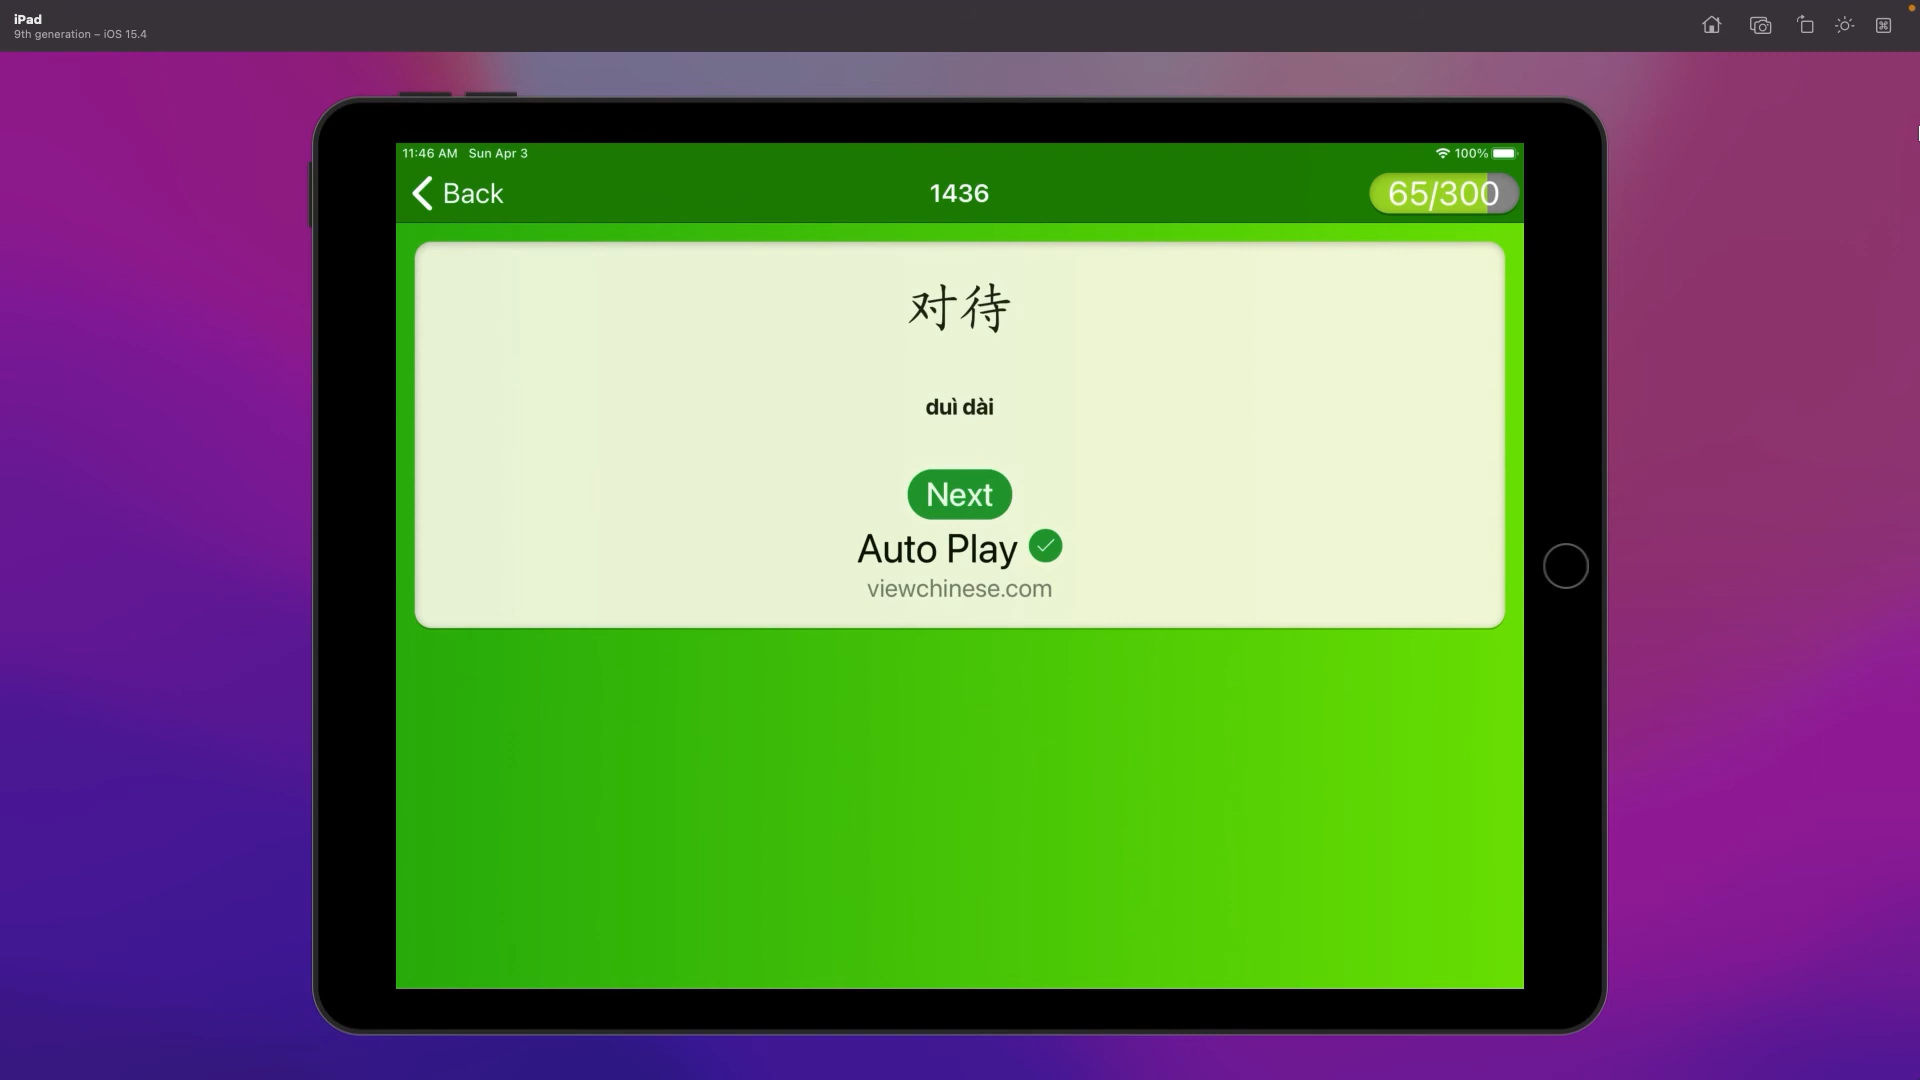 iPad
9th generation – iOS 15.4
11:46 AM Sun Apr 3
100%
Back
1436
65/300
对待
duì dài
Next
Auto Play
viewchinese.com